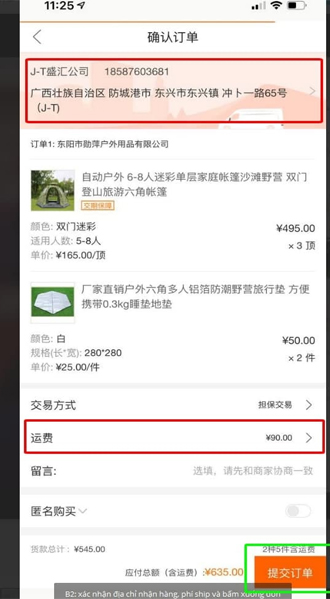 11:25
确认订单
J-T盛汇公司 18587603681
广西壮族自治区 防城港市 东兴市东兴镇 冲卜一路65号
（J-T)
订单1: 东阳市勋萍户外用品有限公司
自动户外 6-8人迷彩单层家庭帐篷沙滩野营 双门
登山旅游六角帐篷
交期保障
颜色: 双门迷彩 ¥495.00
适用人数: 5-8人 × 3 顶
单价: ¥165.00/顶
厂家直销户外六角多人铝箔防潮野营旅行垫 方便
携带0.3kg睡垫地垫
颜色: 白 ¥50.00
规格(长*宽): 280*280 × 2 件
单价: ¥25.00/件
交易方式 担保交易
运费 ¥90.00
留言: 选填，请先和商家协商一致
匿名购买
货款总计: ¥545.00 2种5件含运费
应付总额（含运费）:¥635.00 提交订单
B2: xác nhận địa chỉ nhận hàng, phí ship và bấm xuống đơn